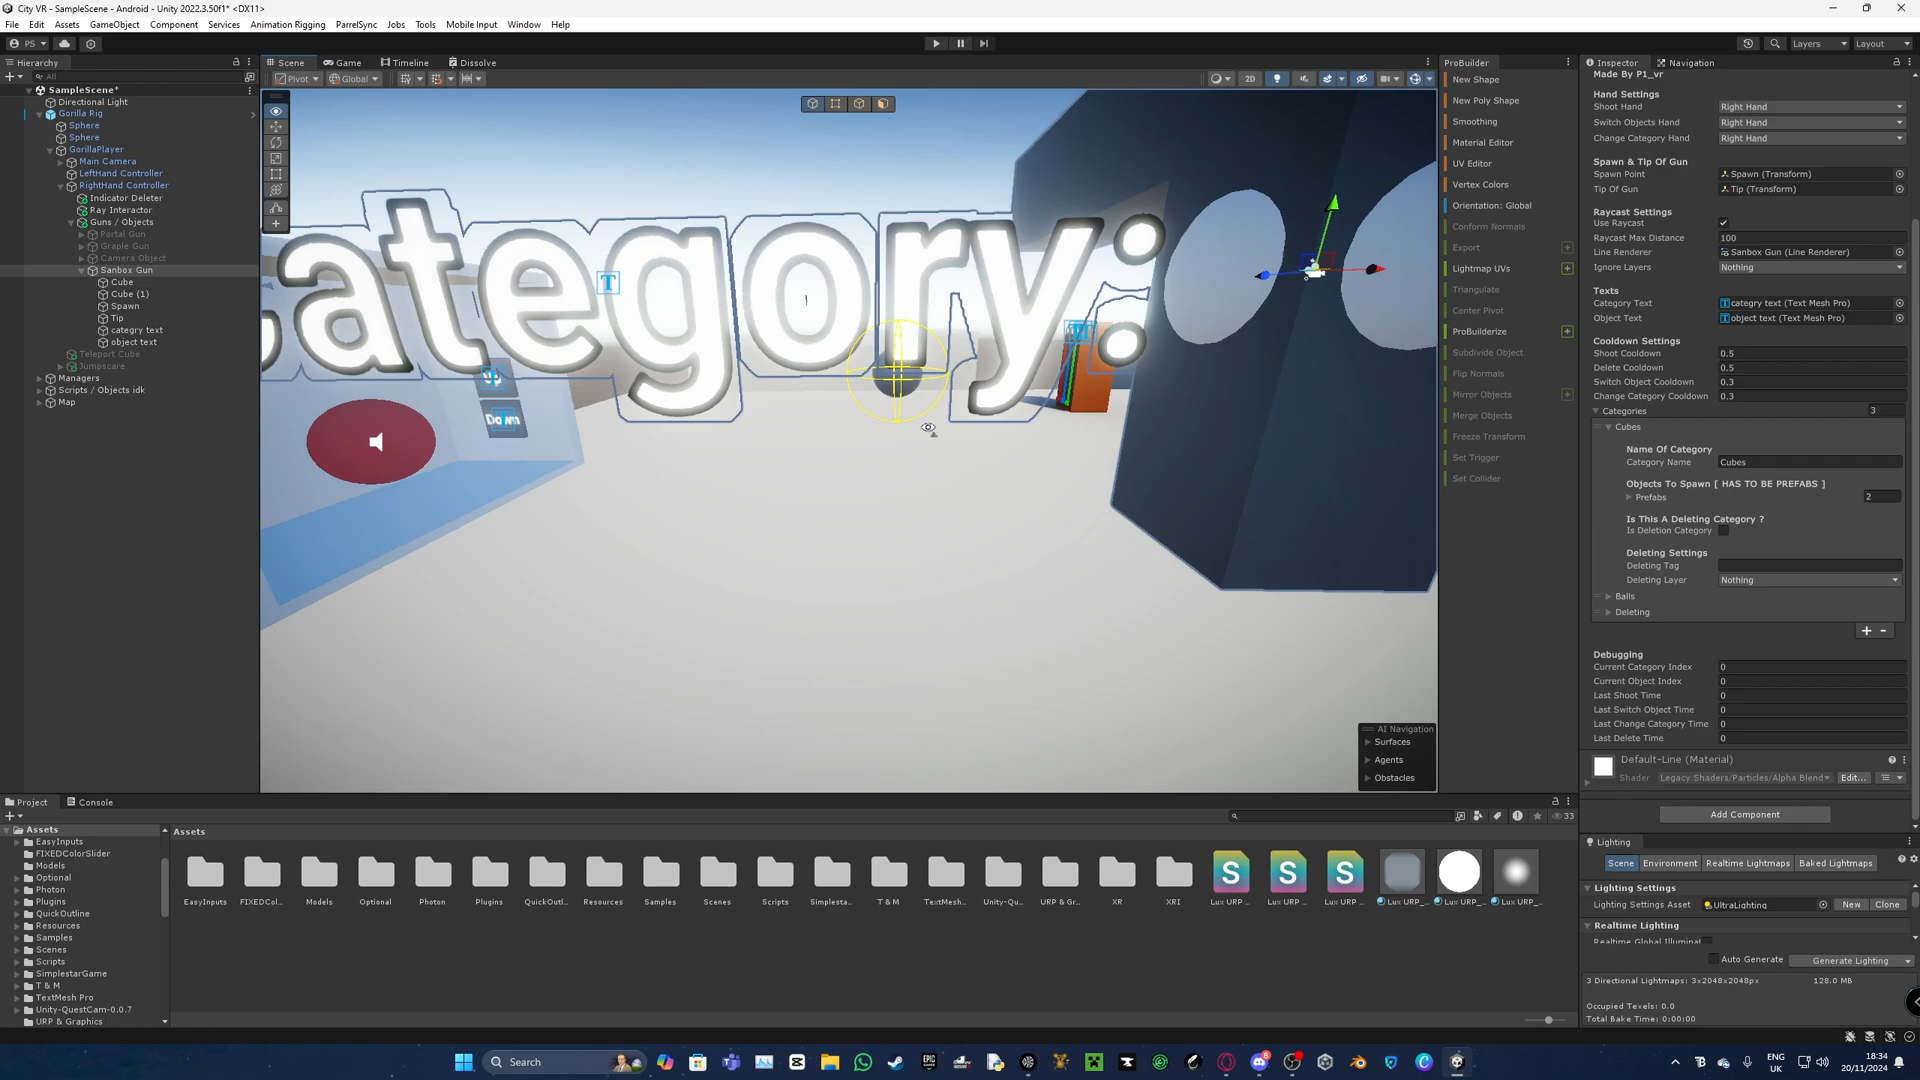 City VR - SampleScene - Android - Unity 2022.3.50f1* <DX11>
File Edit Assets GameObject Component Services Animation Rigging ParrelSync Jobs Tools Mobile Input Window Help
PS Layers Layout
Hierarchy
All
SampleScene*
Directional Light
Gorilla Rig
Sphere
Sphere
GorillaPlayer
Main Camera
LeftHand Controller
RightHand Controller
Indicator Deleter
Ray Interactor
Guns / Objects
Portal Gun
Graple Gun
Camera Object
Sanbox Gun
Cube
Cube (1)
Spawn
Tip
categry text
object text
Teleport Cube
Jumpscare
Managers
Scripts / Objects idk
Map
Scene Game Timeline Dissolve
Pivot Global 2D
ategory:
Up
Down
AI Navigation
Surfaces
Agents
Obstacles
ProBuilder
New Shape
New Poly Shape
Smoothing
Material Editor
UV Editor
Vertex Colors
Orientation: Global
Conform Normals
Export
Lightmap UVs
Triangulate
Center Pivot
ProBuilderize
Subdivide Object
Flip Normals
Mirror Objects
Merge Objects
Freeze Transform
Set Trigger
Set Collider
Inspector Navigation
Made By P1_vr
Hand Settings
Shoot Hand Right Hand
Switch Objects Hand Right Hand
Change Category Hand Right Hand
Spawn & Tip Of Gun
Spawn Point Spawn (Transform)
Tip Of Gun Tip (Transform)
Raycast Settings
Use Raycast
Raycast Max Distance 100
Line Renderer Sanbox Gun (Line Renderer)
Ignore Layers Nothing
Texts
Category Text categry text (Text Mesh Pro)
Object Text object text (Text Mesh Pro)
Cooldown Settings
Shoot Cooldown 0.5
Delete Cooldown 0.5
Switch Object Cooldown 0.3
Change Category Cooldown 0.3
Categories 3
Cubes
Name Of Category
Category Name Cubes
Objects To Spawn [ HAS TO BE PREFABS ]
Prefabs 2
Is This A Deleting Category ?
Is Deletion Category
Deleting Settings
Deleting Tag
Deleting Layer Nothing
Balls
Deleting
Debugging
Current Category Index 0
Current Object Index 0
Last Shoot Time 0
Last Switch Object Time 0
Last Change Category Time 0
Last Delete Time 0
Default-Line (Material)
Shader Legacy Shaders/Particles/Alpha Blend Edit...
Add Component
Lighting
Scene Environment Realtime Lightmaps Baked Lightmaps
Lighting Settings
Lighting Settings Asset UltraLighting New Clone
Realtime Lighting
Realtime Global Illuminat
Auto Generate Generate Lighting
3 Directional Lightmaps: 3x2048x2048px 128.0 MB
Occupied Texels: 0.0
Total Bake Time: 0:00:00
Project Console
33
Assets
EasyInputs
FIXEDColorSlider
Models
Optional
Photon
Plugins
QuickOutline
Resources
Samples
Scenes
Scripts
SimplestarGame
T & M
TextMesh Pro
Unity-QuestCam-0.0.7
URP & Graphics
Assets
EasyInputs FIXEDCol... Models Optional Photon Plugins QuickOutl... Resources Samples Scenes Scripts Simplesta... T & M TextMesh... Unity-Qu... URP & Gr... XR XRI Lux URP ... Lux URP ... Lux URP ... Lux URP_... Lux URP_... Lux URP_...
Search
8
ENG
UK
18:34
20/11/2024